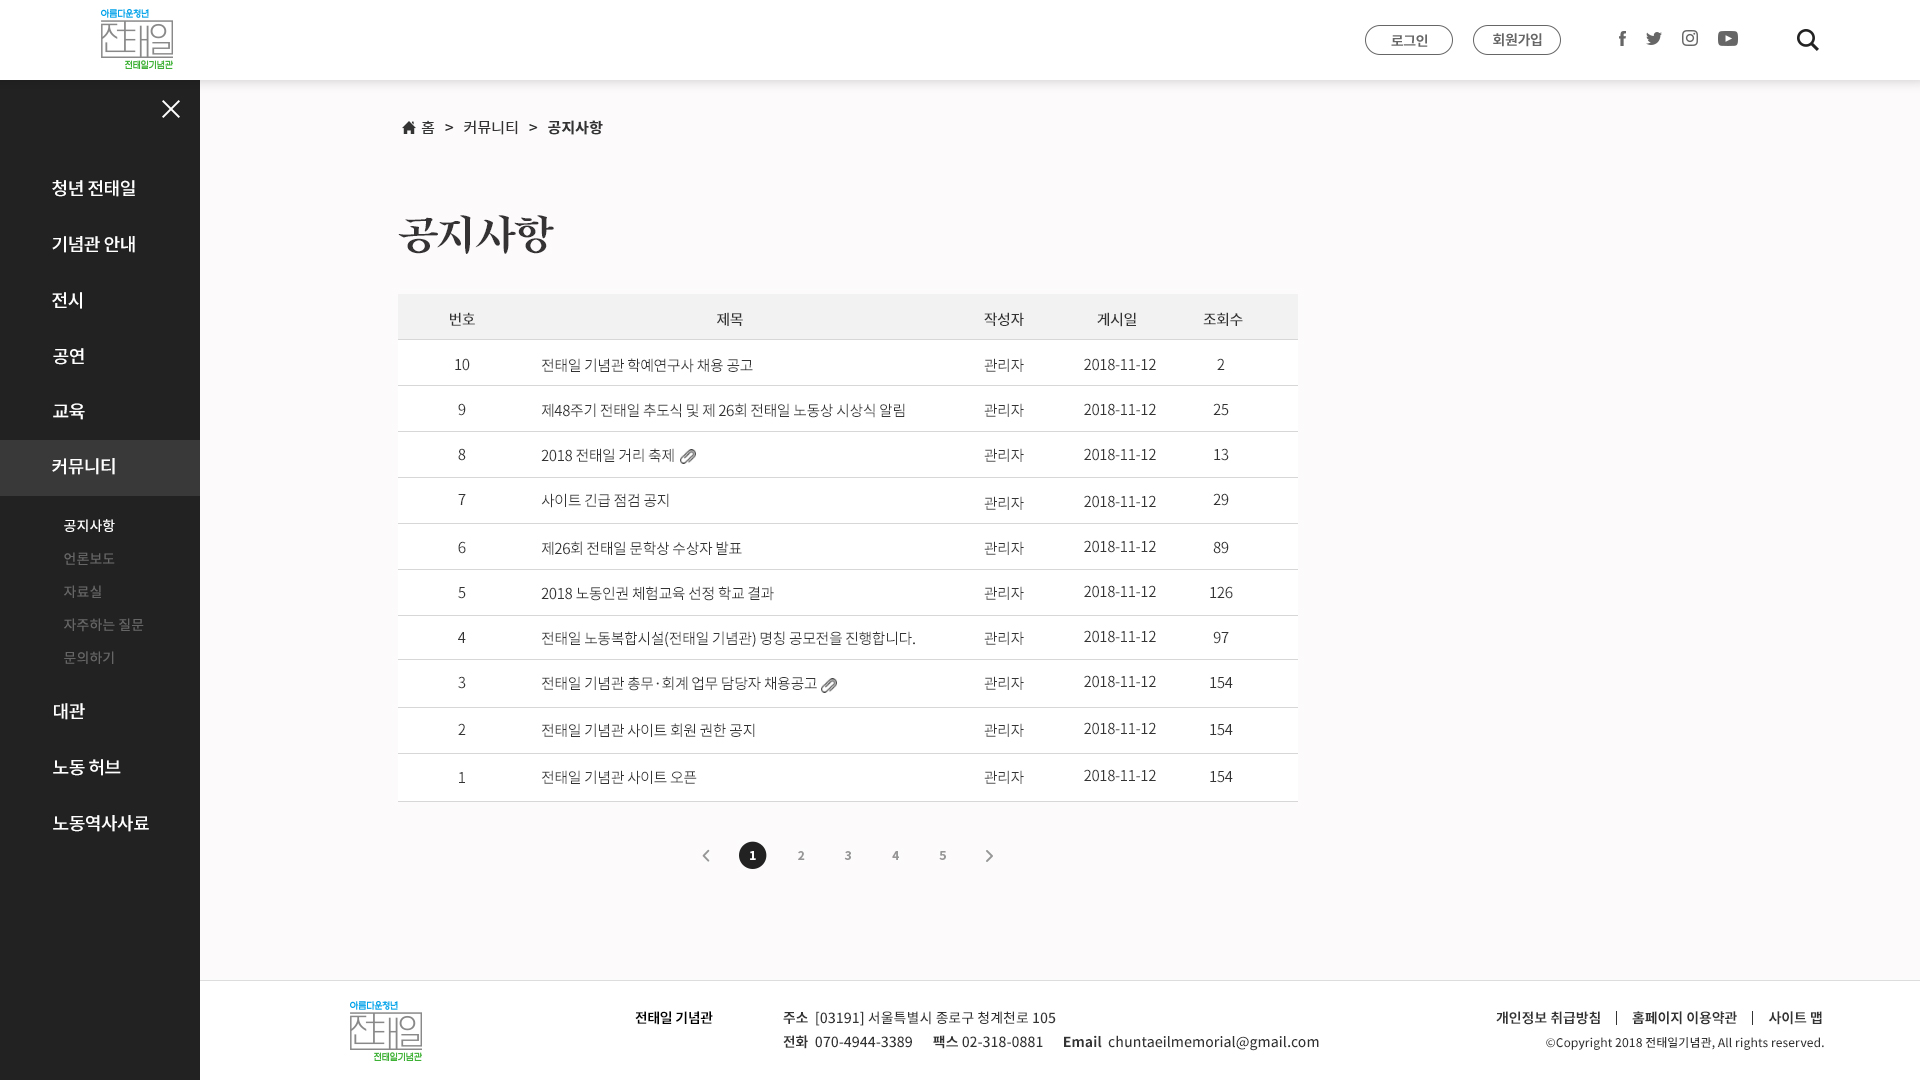 아름다운청년
전태일
전태일기념관
로그인
회원가입
홈 > 커뮤니티 > 공지사항
청년 전태일
기념관 안내
전시
공연
교육
커뮤니티
공지사항
언론보도
자료실
자주하는 질문
문의하기
대관
노동 허브
노동역사사료
공지사항
번호 제목 작성자 게시일 조회수
10 전태일 기념관 학예연구사 채용 공고 관리자 2018-11-12 2
9 제48주기 전태일 추도식 및 제 26회 전태일 노동상 시상식 알림 관리자 2018-11-12 25
8 2018 전태일 거리 축제 관리자 2018-11-12 13
7 사이트 긴급 점검 공지 관리자 2018-11-12 29
6 제26회 전태일 문학상 수상자 발표 관리자 2018-11-12 89
5 2018 노동인권 체험교육 선정 학교 결과 관리자 2018-11-12 126
4 전태일 노동복합시설(전태일 기념관) 명칭 공모전을 진행합니다. 관리자 2018-11-12 97
3 전태일 기념관 총무·회계 업무 담당자 채용공고 관리자 2018-11-12 154
2 전태일 기념관 사이트 회원 권한 공지 관리자 2018-11-12 154
1 전태일 기념관 사이트 오픈 관리자 2018-11-12 154
1 2 3 4 5
아름다운청년
전태일
전태일기념관
전태일 기념관
주소 [03191] 서울특별시 종로구 청계천로 105
전화 070-4944-3389 팩스 02-318-0881 Email chuntaeilmemorial@gmail.com
개인정보 취급방침 | 홈페이지 이용약관 | 사이트 맵
©Copyright 2018 전태일기념관, All rights reserved.